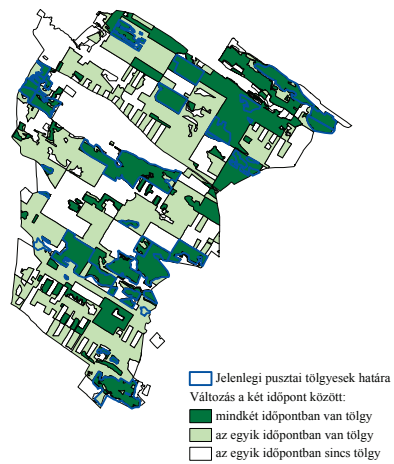 Jelenlegi pusztai tölgyesek határa
Változás a két időpont között:
mindkét időpontban van tölgy
az egyik időpontban van tölgy
az egyik időpontban sincs tölgy